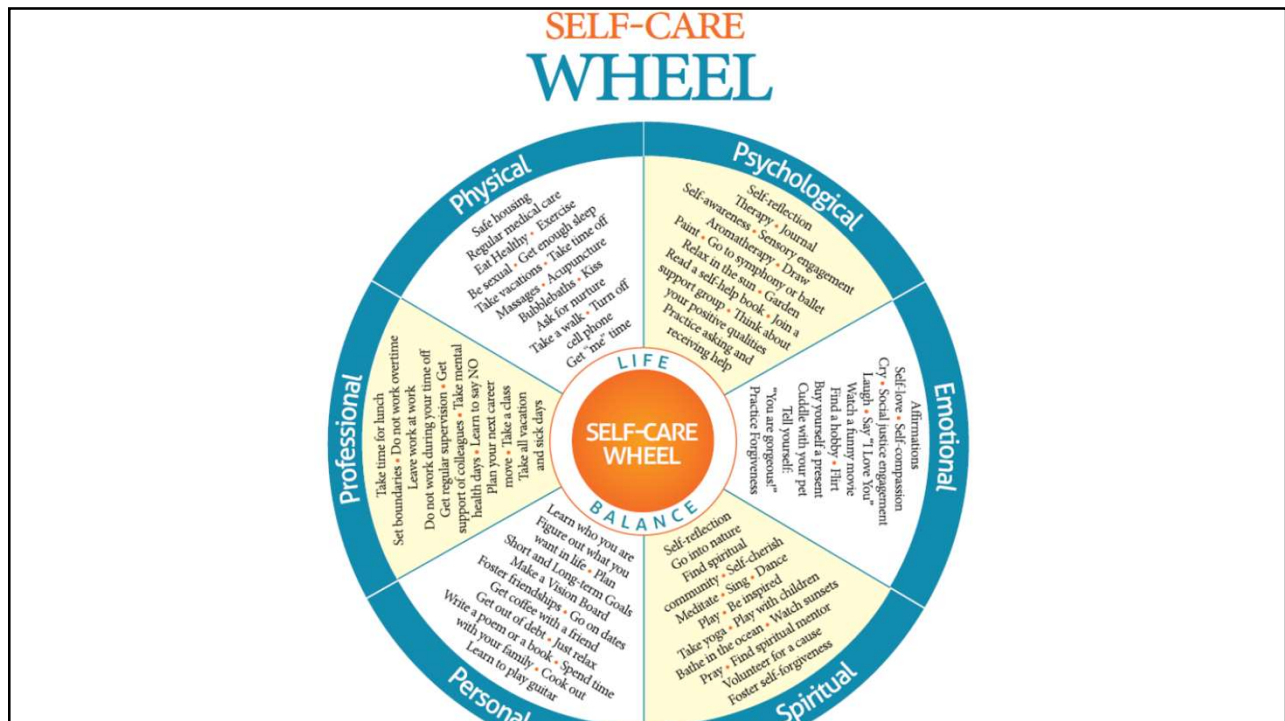 SELF-CARE
WHEEL
Physical
Safe housing
Regular medical care
Eat Healthy • Exercise
Be sexual • Get enough sleep
Take vacations • Take time off
Massages • Acupuncture
Bubblebaths • Kiss
Ask for nurture
Take a walk • Turn off
cell phone
Get "me" time
Psychological
Self-reflection
Therapy • Journal
Self-awareness • Sensory engagement
Aromatherapy • Draw
Paint • Go to symphony or ballet
Relax in the sun • Garden
Read a self-help book • Join a
support group • Think about
your positive qualities
Practice asking and
receiving help
Emotional
Affirmations
Self-love • Self-compassion
Cry • Social justice engagement
Laugh • Say "I Love You"
Watch a funny movie
Find a hobby • Flirt
Buy yourself a present
Cuddle with your pet
Tell yourself:
"You are gorgeous!"
Practice Forgiveness
Spiritual
Self-reflection
Go into nature
Find spiritual
community • Self-cherish
Meditate • Sing • Dance
Play • Be inspired
Take yoga • Play with children
Bathe in the ocean • Watch sunsets
Pray • Find spiritual mentor
Volunteer for a cause
Foster self-forgiveness
Personal
Learn who you are
Figure out what you
want in life • Plan
Short and Long-term Goals
Make a Vision Board
Foster friendships • Go on dates
Get coffee with a friend
Get out of debt • Just relax
Write a poem or a book • Spend time
with your family • Cook out
Learn to play guitar
Professional
Take time for lunch
Set boundaries • Do not work overtime
Leave work at work
Do not work during your time off
Get regular supervision • Get
support of colleagues • Take mental
health days • Learn to say NO
Plan your next career
move • Take a class
Take all vacation
and sick days
LIFE
SELF-CARE
WHEEL
BALANCE